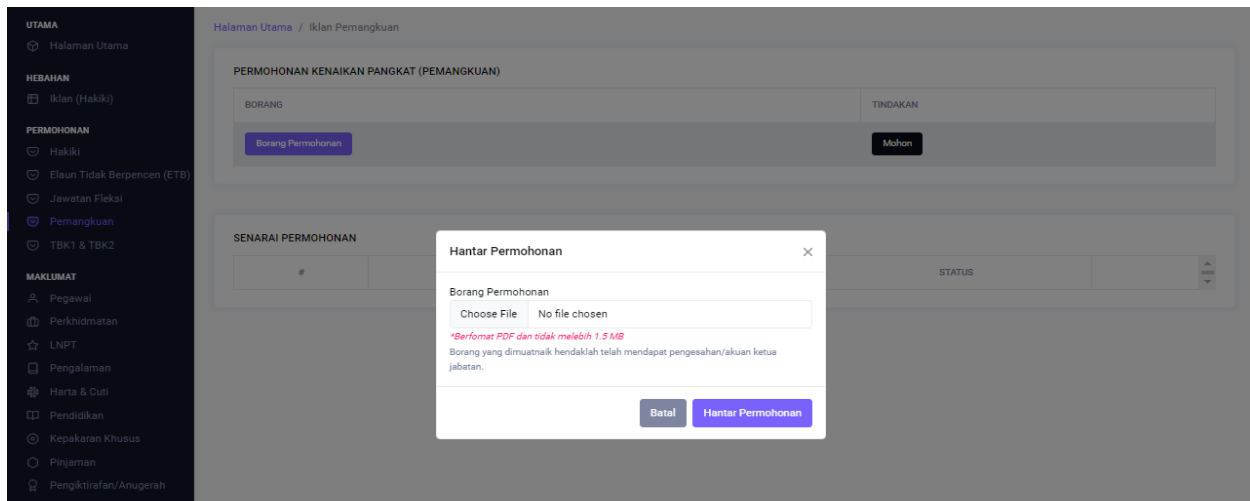 UTAMA
Halaman Utama
HEBAHAN
Iklan (Hakiki)
PERMOHONAN
Hakiki
Elaun Tidak Berpencen (ETB)
Jawatan Fleksi
Pemangkuan
TBK1 & TBK2
MAKLUMAT
Pegawai
Perkhidmatan
LNPT
Pengalaman
Harta & Cuti
Pendidikan
Kepakaran Khusus
Pinjaman
Pengiktirafan/Anugerah
Halaman Utama / Iklan Pemangkuan
PERMOHONAN KENAIKAN PANGKAT (PEMANGKUAN)
BORANG TINDAKAN
Borang Permohonan Mohon
SENARAI PERMOHONAN
# STATUS
Hantar Permohonan
Borang Permohonan
Choose File No file chosen
*Berfomat PDF dan tidak melebih 1.5 MB
Borang yang dimuatnaik hendaklah telah mendapat pengesahan/akuan ketua
jabatan.
Batal Hantar Permohonan